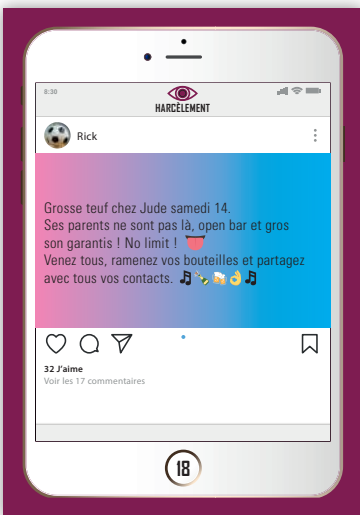 8:30
HARCÈLEMENT
Rick
Grosse teuf chez Jude samedi 14.
Ses parents ne sont pas là, open bar et gros
son garantis ! No limit ! 👅
Venez tous, ramenez vos bouteilles et partagez
avec tous vos contacts. 🎵🍾🍻👌🎵
32 J'aime
Voir les 17 commentaires
18